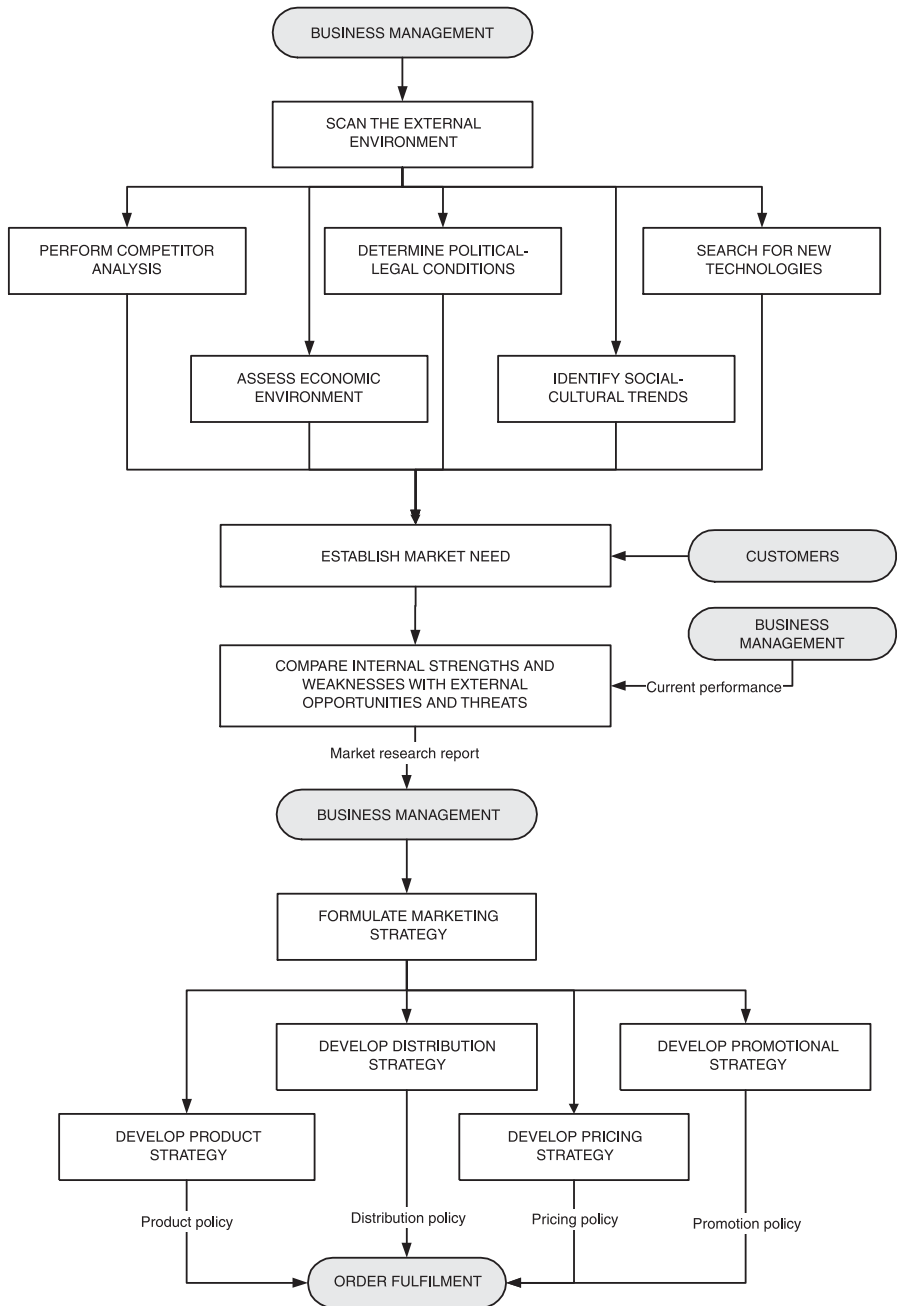 BUSINESS MANAGEMENT
SCAN THE EXTERNAL
ENVIRONMENT
PERFORM COMPETITOR
ANALYSIS
DETERMINE POLITICAL-
LEGAL CONDITIONS
SEARCH FOR NEW
TECHNOLOGIES
ASSESS ECONOMIC
ENVIRONMENT
IDENTIFY SOCIAL-
CULTURAL TRENDS
ESTABLISH MARKET NEED
CUSTOMERS
BUSINESS
MANAGEMENT
COMPARE INTERNAL STRENGTHS AND
WEAKNESSES WITH EXTERNAL
OPPORTUNITIES AND THREATS
Current performance
Market research report
BUSINESS MANAGEMENT
FORMULATE MARKETING
STRATEGY
DEVELOP DISTRIBUTION
STRATEGY
DEVELOP PROMOTIONAL
STRATEGY
DEVELOP PRODUCT
STRATEGY
DEVELOP PRICING
STRATEGY
Product policy
Distribution policy
Pricing policy
Promotion policy
ORDER FULFILMENT